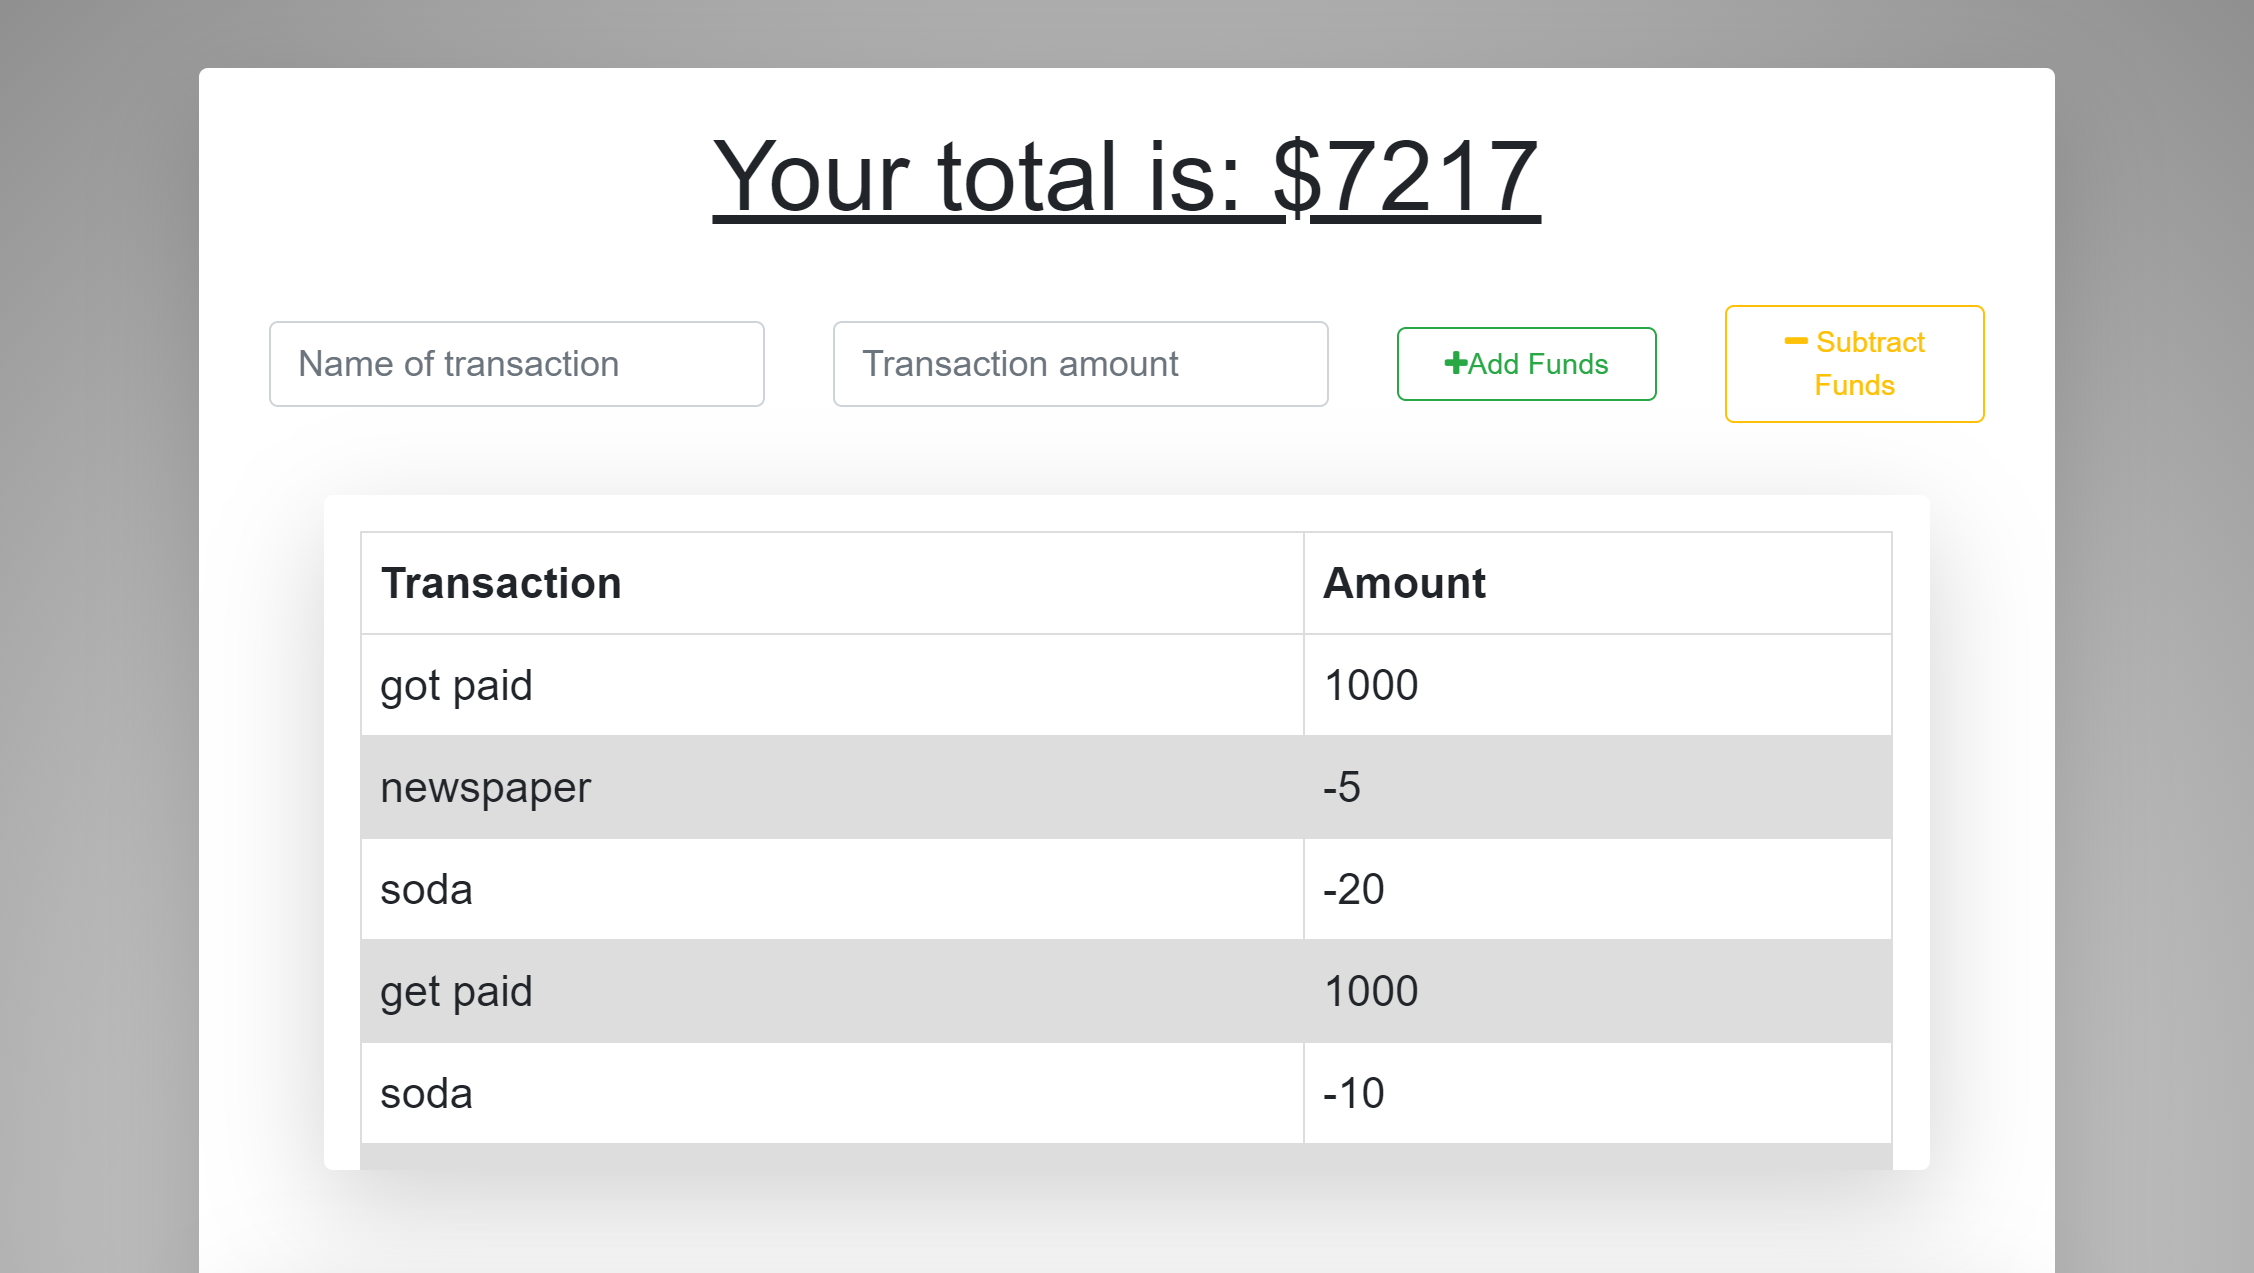 Your total is: $7217
Name of transaction
Transaction amount
Add Funds
Subtract
Funds
Transaction Amount
got paid 1000
newspaper -5
soda -20
get paid 1000
soda -10